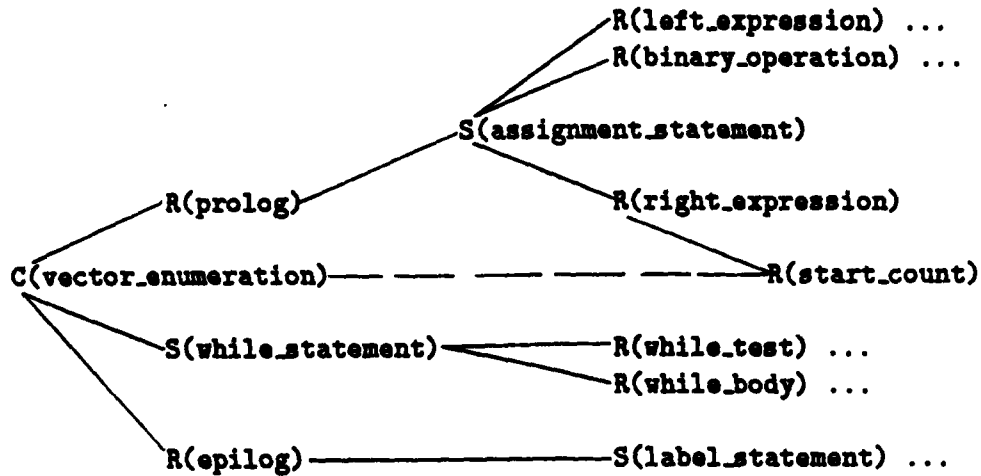 R(left_expression) ...
R(binary_operation) ...
S(assignment_statement)
R(prolog)
R(right_expression)
C(vector_enumeration)
R(start_count)
S(while_statement)
R(while_test) ...
R(while_body) ...
R(epilog)
S(label_statement) ...